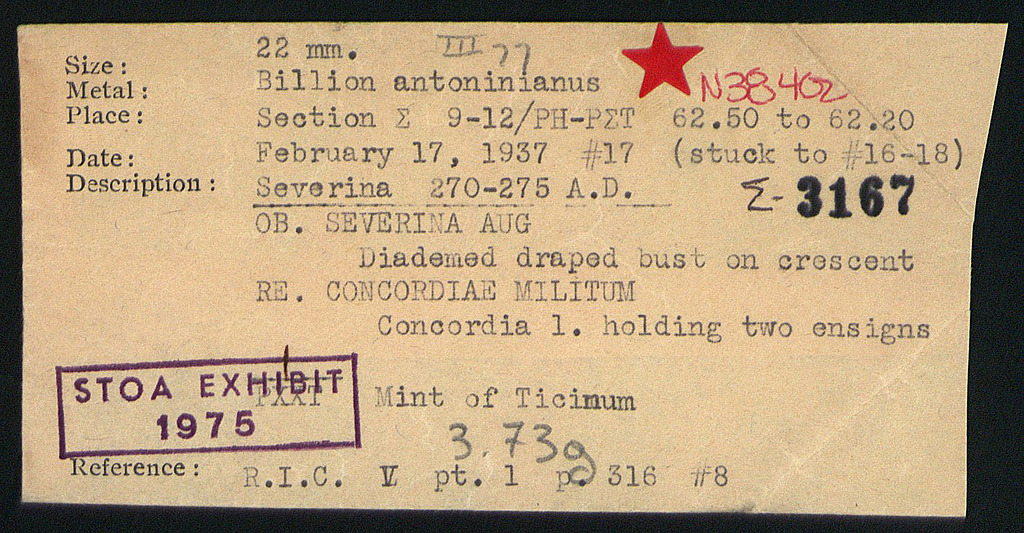 Size: 22 mm. III 77
Metal: Billion antoninianus N38402
Place: Section Σ 9-12/PH-PΣT 62.50 to 62.20
Date: February 17, 1937 #17 (stuck to #16-18)
Description: Severina 270-275 A.D. Σ-3167
OB. SEVERINA AUG
Diademed draped bust on crescent
RE. CONCORDIAE MILITUM
Concordia l. holding two ensigns
STOA EXHIBIT
1975
PXXT Mint of Ticinum
3.73g
Reference: R.I.C. V pt. 1 p. 316 #8